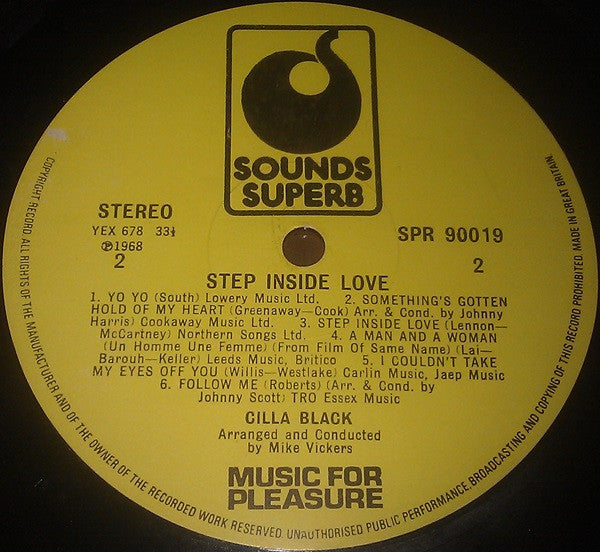 SOUNDS
SUPERB
STEREO
YEX 678 33⅓
Ⓟ1968
2
SPR 90019
2
STEP INSIDE LOVE
1. YO YO (South) Lowery Music Ltd. 2. SOMETHING'S GOTTEN
HOLD OF MY HEART (Greenaway—Cook) Arr. & Cond. by Johnny
Harris) Cookaway Music Ltd. 3. STEP INSIDE LOVE (Lennon-
McCartney) Northern Songs Ltd. 4. A MAN AND A WOMAN
(Un Homme Une Femme) (From Film Of Same Name) (Lai-
Barouh—Keller) Leeds Music, Britico 5. I COULDN'T TAKE
MY EYES OFF YOU (Willis—Westlake) Carlin Music, Jaep Music
6. FOLLOW ME (Roberts) (Arr. & Cond. by
Johnny Scott) TRO Essex Music
CILLA BLACK
Arranged and Conducted
by Mike Vickers
MUSIC FOR
PLEASURE
COPYRIGHT RECORD. ALL RIGHTS OF THE MANUFACTURER AND OF THE OWNER OF THE RECORDED WORK RESERVED. UNAUTHORISED PUBLIC PERFORMANCE, BROADCASTING AND COPYING OF THIS RECORD PROHIBITED. MADE IN GREAT BRITAIN.